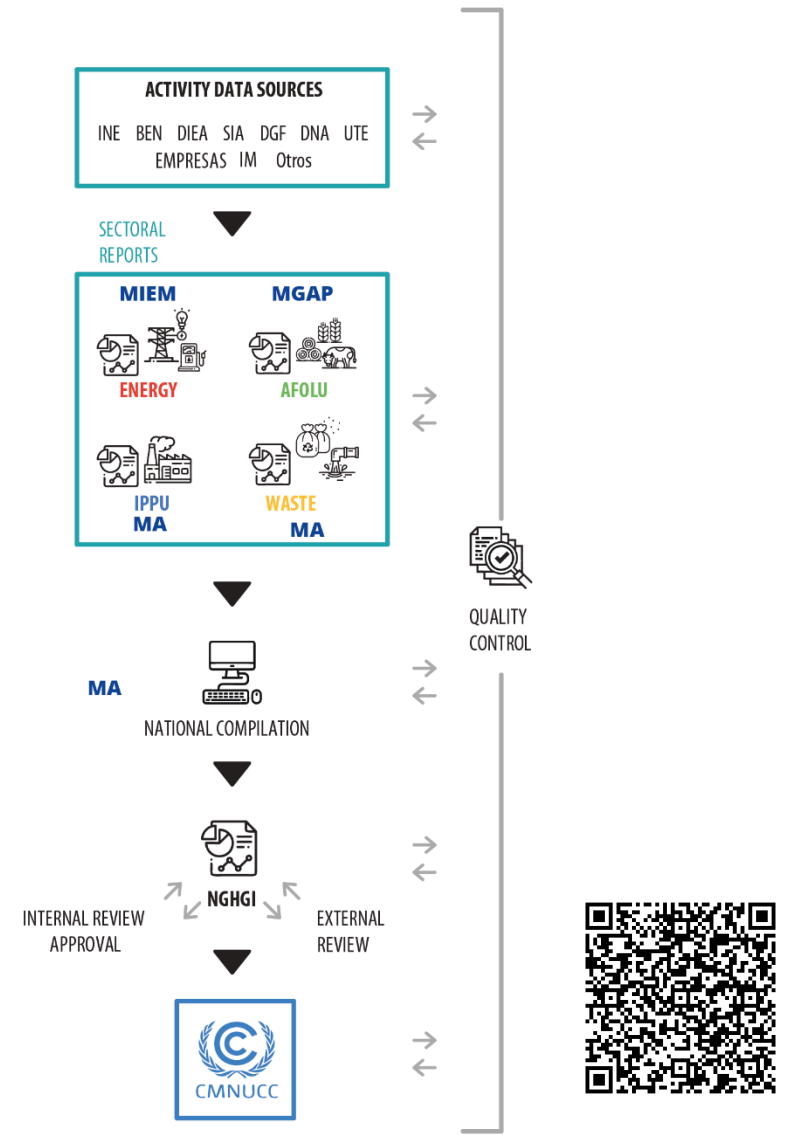 ACTIVITY DATA SOURCES
INE BEN DIEA SIA DGF DNA UTE
EMPRESAS IM Otros
SECTORAL
REPORTS
MIEM MGAP
ENERGY AFOLU
IPPU WASTE
MA MA
QUALITY
CONTROL
MA
NATIONAL COMPILATION
NGHGI
INTERNAL REVIEW
APPROVAL
EXTERNAL
REVIEW
CMNUCC